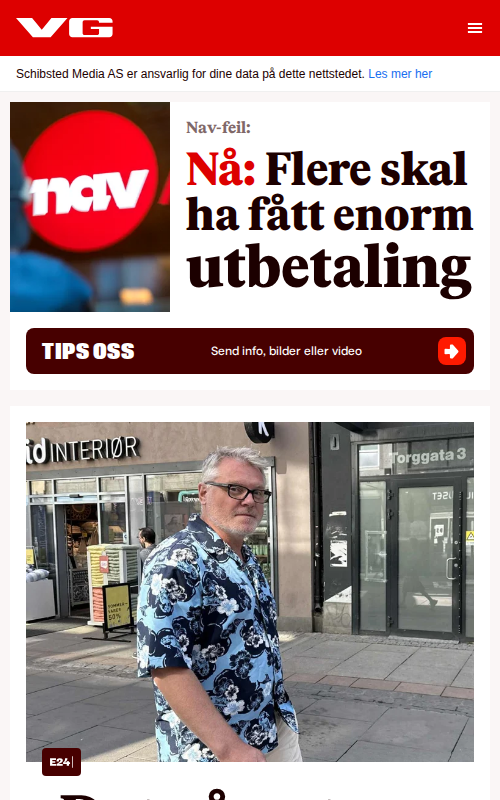 VG
Schibsted Media AS er ansvarlig for dine data på dette nettstedet. Les mer her
nav
Nav-feil:
Nå: Flere skal
ha fått enorm
utbetaling
TIPS OSS
Send info, bilder eller video
id INTERIØR
Torggata 3
50%
E24